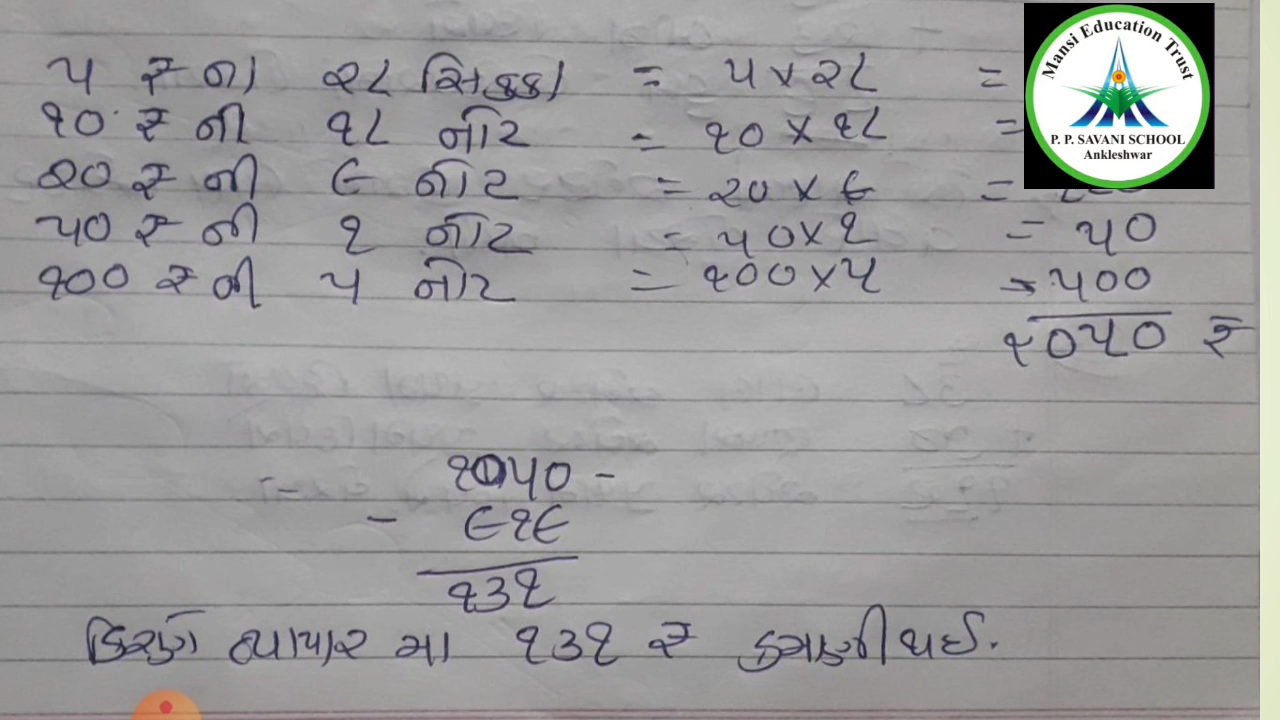 Mansi Education Trust
P. P. SAVANI SCHOOL
Ankleshwar
૫ ₹ ના ૨૮ સિક્કા = ૫ × ૨૮ =
૧૦ ₹ ની ૧૮ નોટ = ૧૦ × ૧૮ =
૨૦ ₹ ની ૯ નોટ = ૨૦ × ૯ =
૫૦ ₹ ની ૧ નોટ = ૫૦ × ૧ = ૫૦
૧૦૦ ₹ ની ૫ નોટ = ૧૦૦ × ૫ = ૫૦૦
૧૦૫૦ ₹
૧૦૫૦ -
- ૯૧૯
૧૩૧
કિરણે વ્યાપાર મા ૧૩૧ ₹ કમાણી થઈ.